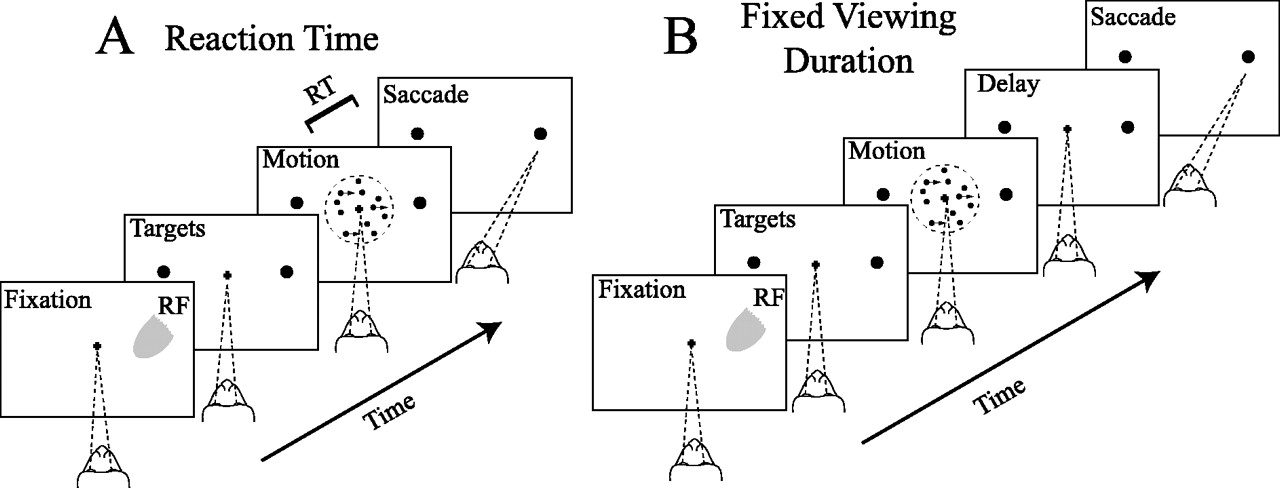 A Reaction Time
RT
Saccade
Motion
Targets
Fixation
RF
Time
B Fixed Viewing
Duration
Saccade
Delay
Motion
Targets
Fixation
RF
Time